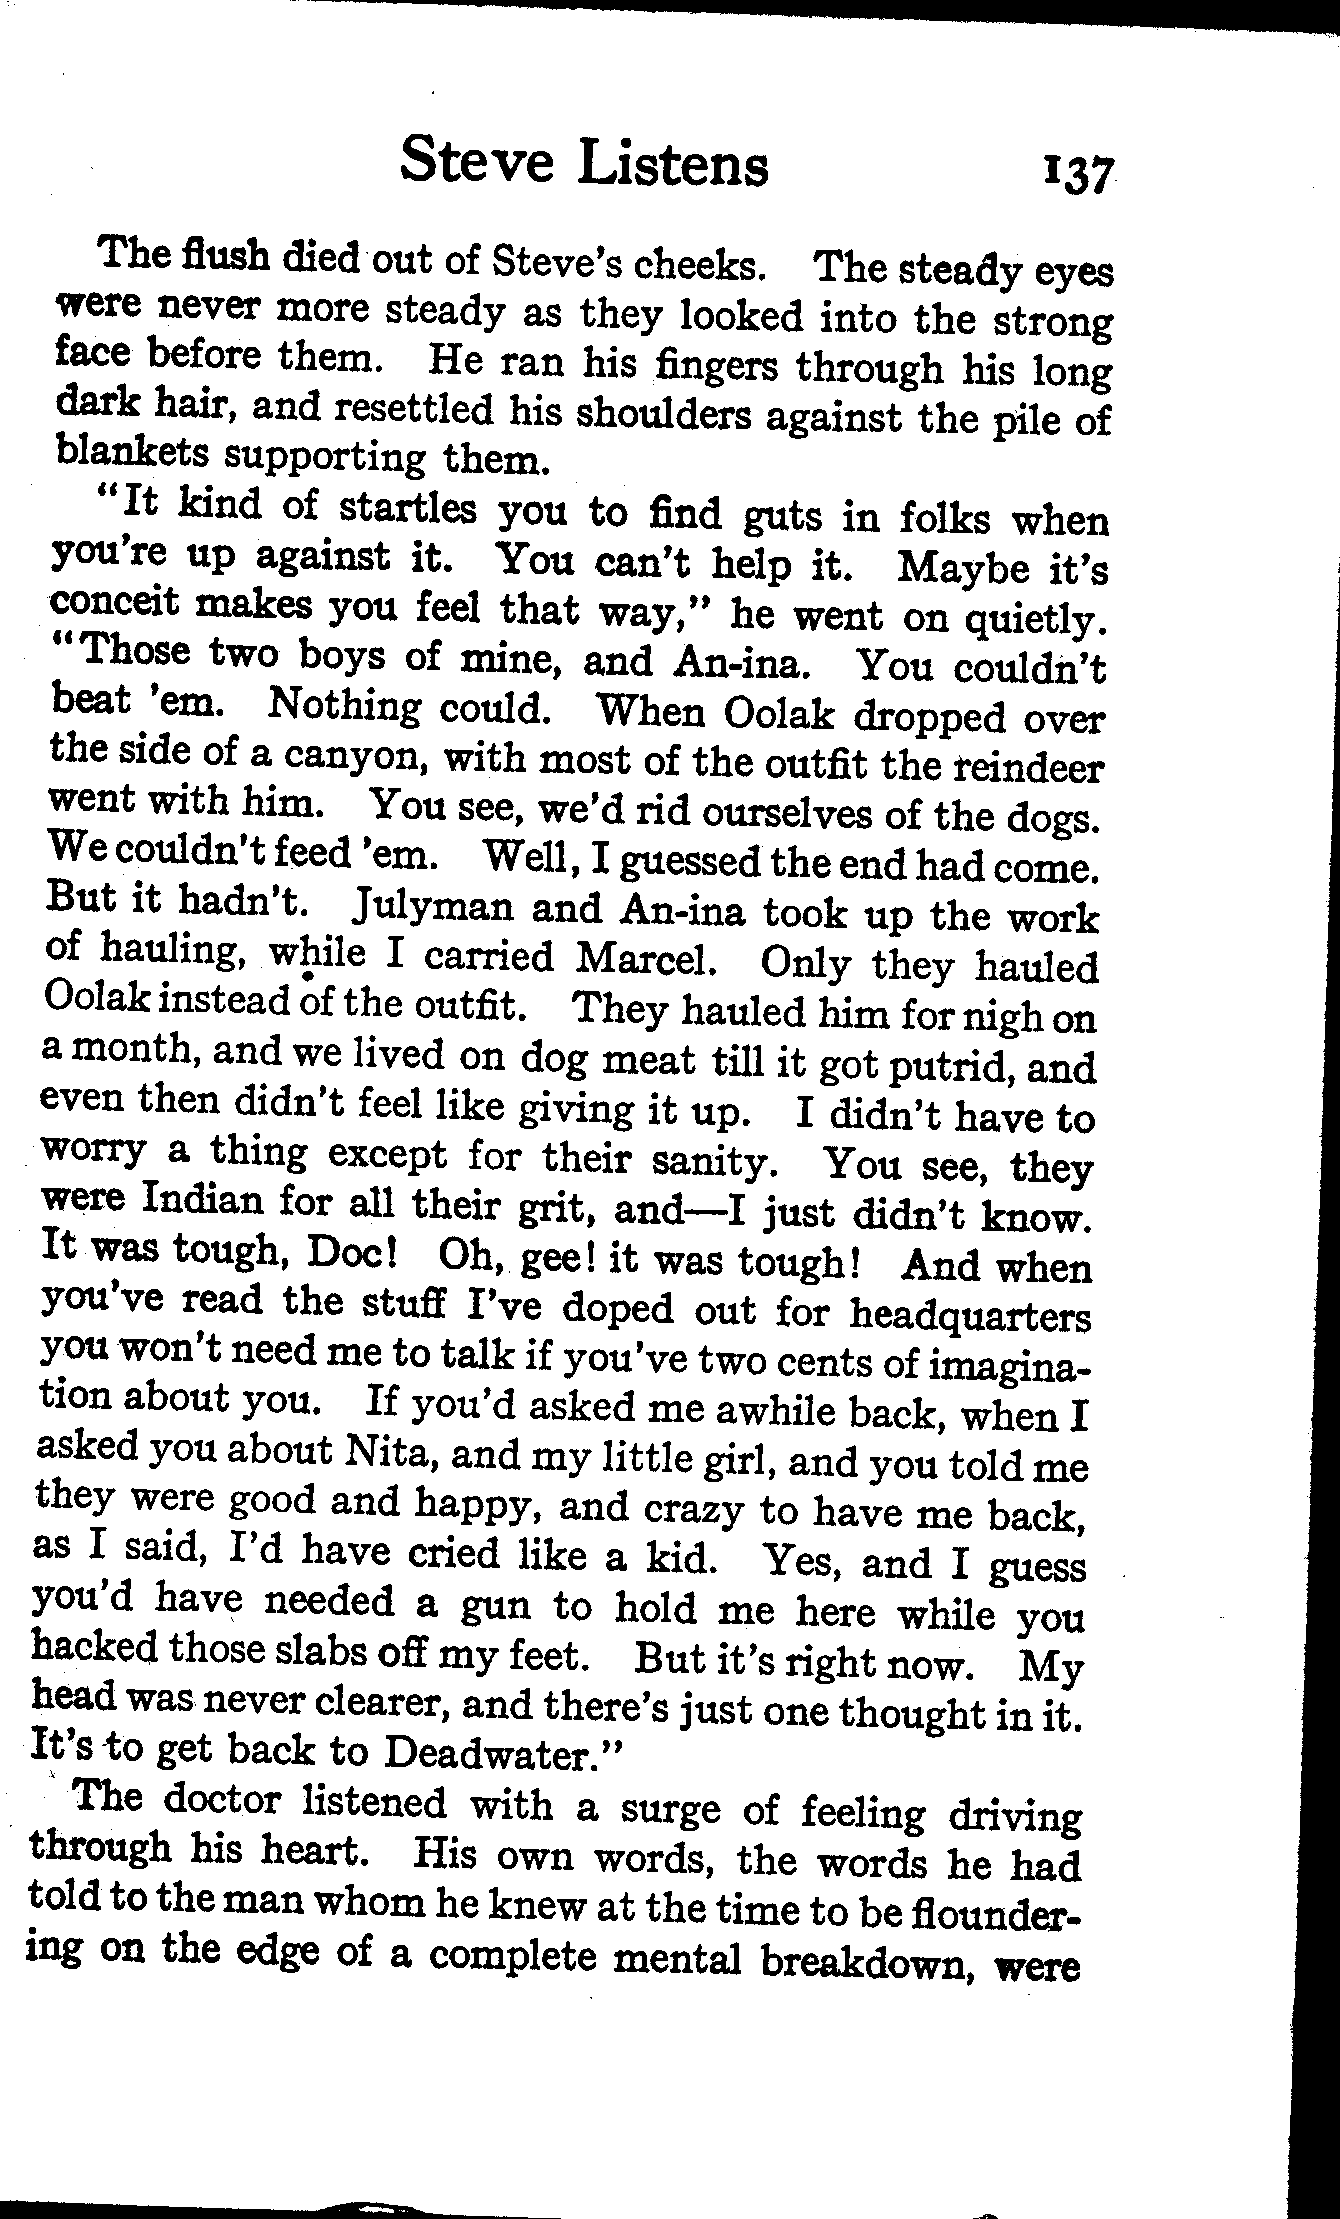 Steve Listens 137
The flush died out of Steve's cheeks. The steady eyes
were never more steady as they looked into the strong
face before them. He ran his fingers through his long
dark hair, and resettled his shoulders against the pile of
blankets supporting them.
"It kind of startles you to find guts in folks when
you're up against it. You can't help it. Maybe it's
conceit makes you feel that way," he went on quietly.
"Those two boys of mine, and An-ina. You couldn't
beat 'em. Nothing could. When Oolak dropped over
the side of a canyon, with most of the outfit the reindeer
went with him. You see, we'd rid ourselves of the dogs.
We couldn't feed 'em. Well, I guessed the end had come.
But it hadn't. Julyman and An-ina took up the work
of hauling, while I carried Marcel. Only they hauled
Oolak instead of the outfit. They hauled him for nigh on
a month, and we lived on dog meat till it got putrid, and
even then didn't feel like giving it up. I didn't have to
worry a thing except for their sanity. You see, they
were Indian for all their grit, and—I just didn't know.
It was tough, Doc! Oh, gee! it was tough! And when
you've read the stuff I've doped out for headquarters
you won't need me to talk if you've two cents of imagina-
tion about you. If you'd asked me awhile back, when I
asked you about Nita, and my little girl, and you told me
they were good and happy, and crazy to have me back,
as I said, I'd have cried like a kid. Yes, and I guess
you'd have needed a gun to hold me here while you
hacked those slabs off my feet. But it's right now. My
head was never clearer, and there's just one thought in it.
It's to get back to Deadwater."
The doctor listened with a surge of feeling driving
through his heart. His own words, the words he had
told to the man whom he knew at the time to be flounder-
ing on the edge of a complete mental breakdown, were